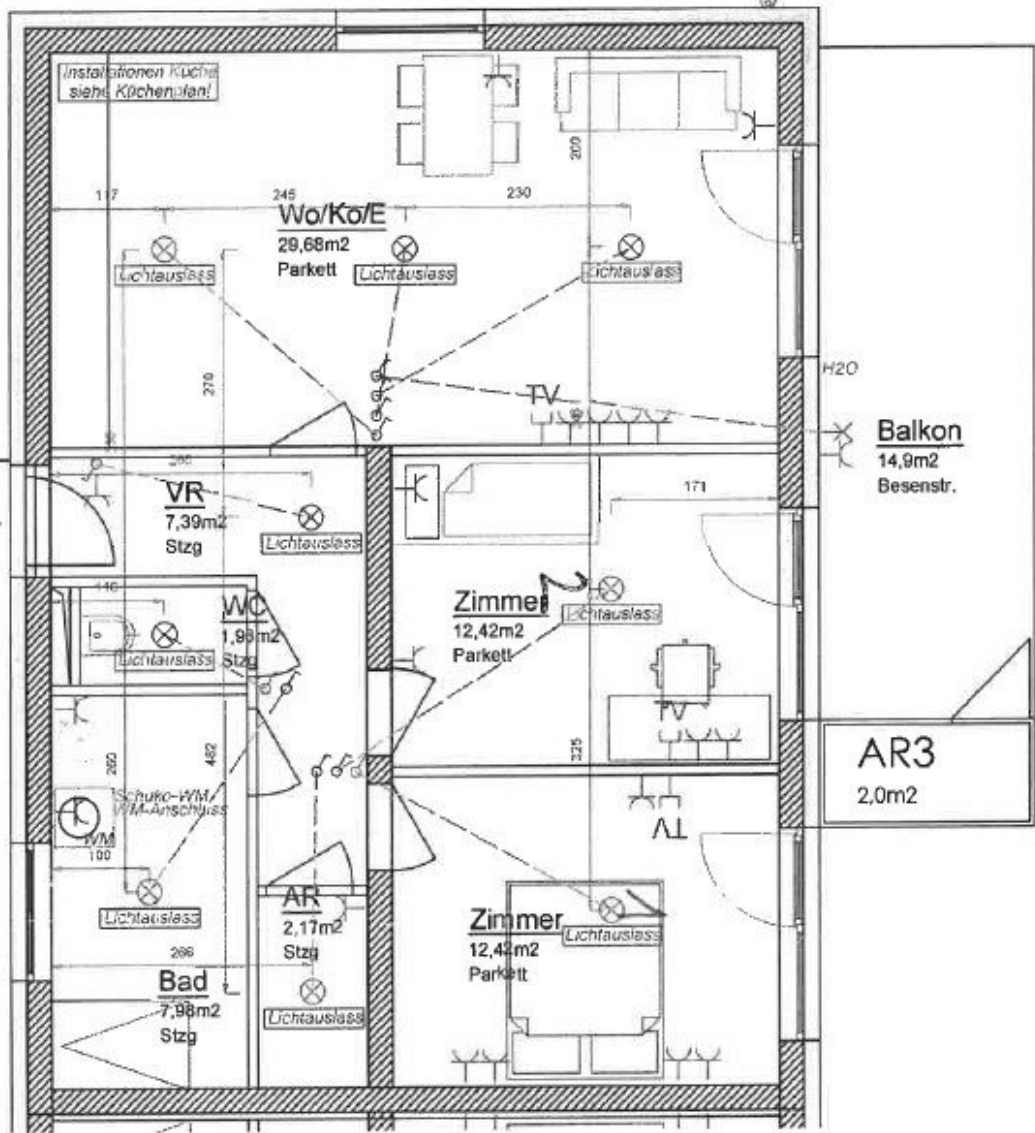 Installationen Küche
siehe Küchenplan!
117
245
230
200
Wo/Kö/E
29,68m2
Parkett
Lichtauslass
Lichtauslass
Lichtauslass
270
TV
H2O
Balkon
14,9m2
Besenstr.
VR
7,39m2
Stzg
Lichtauslass
171
Zimmer 2
12,42m2
Parkett
Lichtauslass
WC
Stzg
Lichtauslass
TV
325
AR3
2,0m2
260
482
Schuko-WM/
WM-Anschluss
WM
100
Lichtauslass
TV
AR
2,17m2
Stzg
Zimmer 1
12,42m2
Parkett
Lichtauslass
266
Bad
7,98m2
Stzg
Lichtauslass